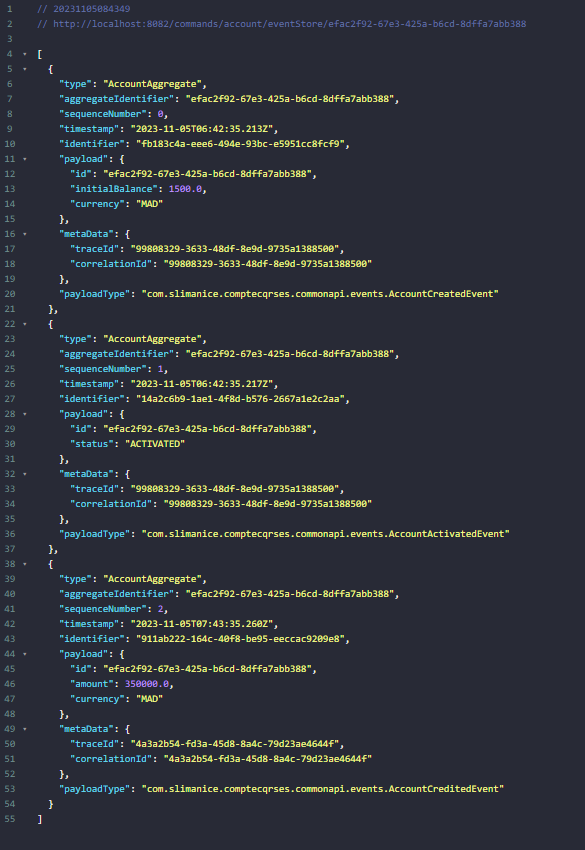 1 // 20231105084349
2 // http://localhost:8082/commands/account/eventStore/efac2f92-67e3-425a-b6cd-8dffa7abb388
3
4 [
5 {
6 "type": "AccountAggregate",
7 "aggregateIdentifier": "efac2f92-67e3-425a-b6cd-8dffa7abb388",
8 "sequenceNumber": 0,
9 "timestamp": "2023-11-05T06:42:35.213Z",
10 "identifier": "fb183c4a-eee6-494e-93bc-e5951cc8fcf9",
11 "payload": {
12 "id": "efac2f92-67e3-425a-b6cd-8dffa7abb388",
13 "initialBalance": 1500.0,
14 "currency": "MAD"
15 },
16 "metaData": {
17 "traceId": "99808329-3633-48df-8e9d-9735a1388500",
18 "correlationId": "99808329-3633-48df-8e9d-9735a1388500"
19 },
20 "payloadType": "com.slimanice.comptecqrses.commonapi.events.AccountCreatedEvent"
21 },
22 {
23 "type": "AccountAggregate",
24 "aggregateIdentifier": "efac2f92-67e3-425a-b6cd-8dffa7abb388",
25 "sequenceNumber": 1,
26 "timestamp": "2023-11-05T06:42:35.217Z",
27 "identifier": "14a2c6b9-1ae1-4f8d-b576-2667a1e2c2aa",
28 "payload": {
29 "id": "efac2f92-67e3-425a-b6cd-8dffa7abb388",
30 "status": "ACTIVATED"
31 },
32 "metaData": {
33 "traceId": "99808329-3633-48df-8e9d-9735a1388500",
34 "correlationId": "99808329-3633-48df-8e9d-9735a1388500"
35 },
36 "payloadType": "com.slimanice.comptecqrses.commonapi.events.AccountActivatedEvent"
37 },
38 {
39 "type": "AccountAggregate",
40 "aggregateIdentifier": "efac2f92-67e3-425a-b6cd-8dffa7abb388",
41 "sequenceNumber": 2,
42 "timestamp": "2023-11-05T07:43:35.260Z",
43 "identifier": "911ab222-164c-40f8-be95-eeccac9209e8",
44 "payload": {
45 "id": "efac2f92-67e3-425a-b6cd-8dffa7abb388",
46 "amount": 350000.0,
47 "currency": "MAD"
48 },
49 "metaData": {
50 "traceId": "4a3a2b54-fd3a-45d8-8a4c-79d23ae4644f",
51 "correlationId": "4a3a2b54-fd3a-45d8-8a4c-79d23ae4644f"
52 },
53 "payloadType": "com.slimanice.comptecqrses.commonapi.events.AccountCreditedEvent"
54 }
55 ]